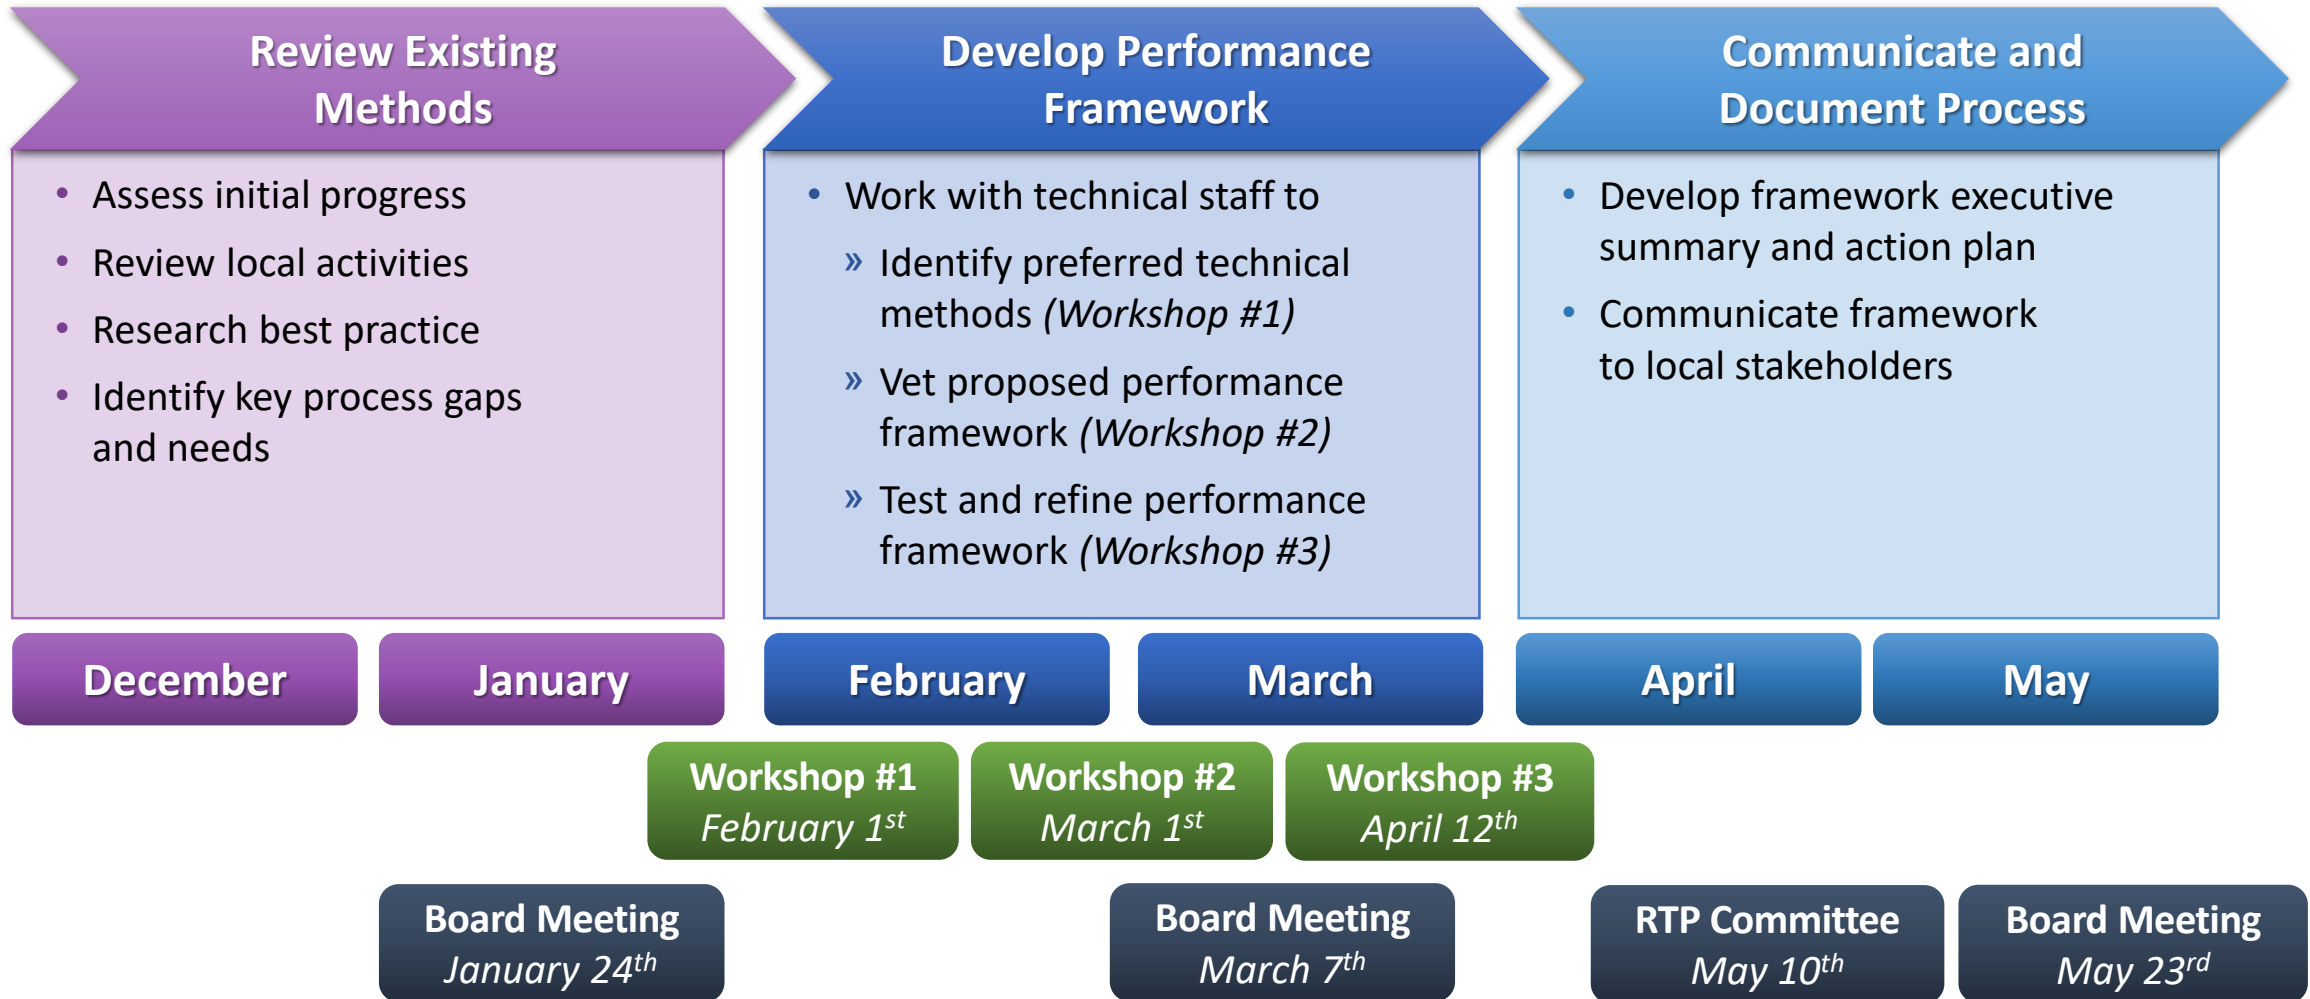 Review Existing
Methods
• Assess initial progress
• Review local activities
• Research best practice
• Identify key process gaps
and needs
Develop Performance
Framework
• Work with technical staff to
» Identify preferred technical
methods (Workshop #1)
» Vet proposed performance
framework (Workshop #2)
» Test and refine performance
framework (Workshop #3)
Communicate and
Document Process
• Develop framework executive
summary and action plan
• Communicate framework
to local stakeholders
December
January
February
March
April
May
Workshop #1
February 1st
Workshop #2
March 1st
Workshop #3
April 12th
Board Meeting
January 24th
Board Meeting
March 7th
RTP Committee
May 10th
Board Meeting
May 23rd